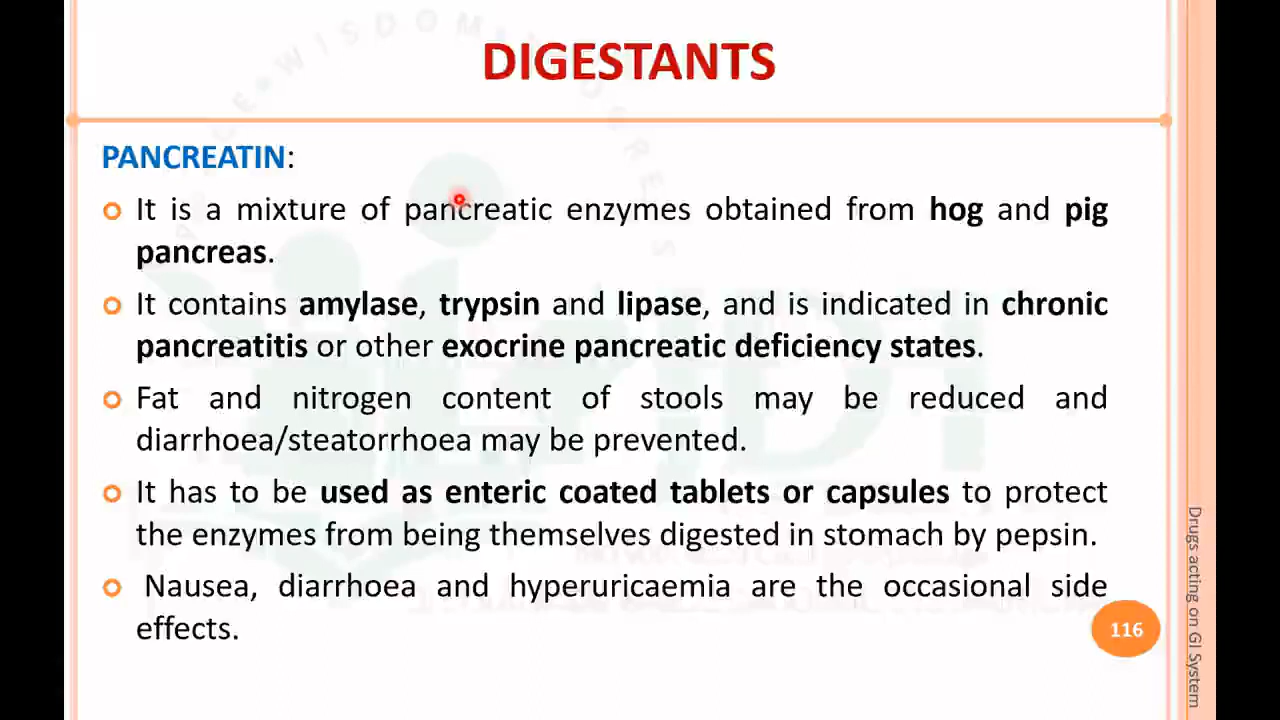 DIGESTANTS
PANCREATIN:
It is a mixture of pancreatic enzymes obtained from hog and pig
pancreas.
It contains amylase, trypsin and lipase, and is indicated in chronic
pancreatitis or other exocrine pancreatic deficiency states.
Fat and nitrogen content of stools may be reduced and
diarrhoea/steatorrhoea may be prevented.
It has to be used as enteric coated tablets or capsules to protect
the enzymes from being themselves digested in stomach by pepsin.
Nausea, diarrhoea and hyperuricaemia are the occasional side
effects.
116
Drugs acting on GI System